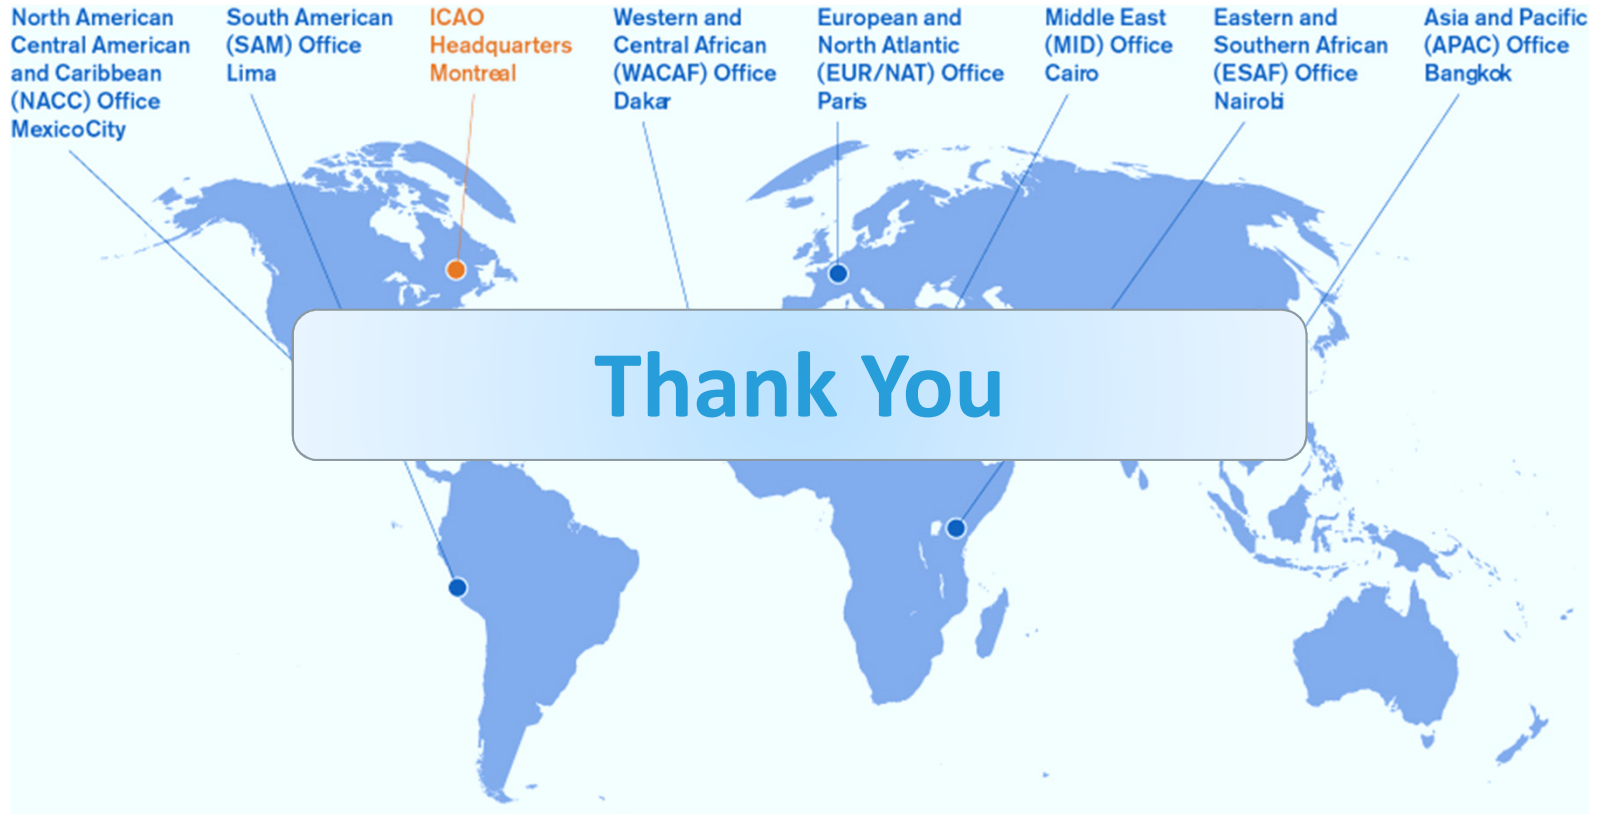 North American
Central American
and Caribbean
(NACC) Office
MexicoCity
South American
(SAM) Office
Lima
ICAO
Headquarters
Montreal
Western and
Central African
(WACAF) Office
Dakar
European and
North Atlantic
(EUR/NAT) Office
Paris
Middle East
(MID) Office
Cairo
Eastern and
Southern African
(ESAF) Office
Nairobi
Asia and Pacific
(APAC) Office
Bangkok
Thank You